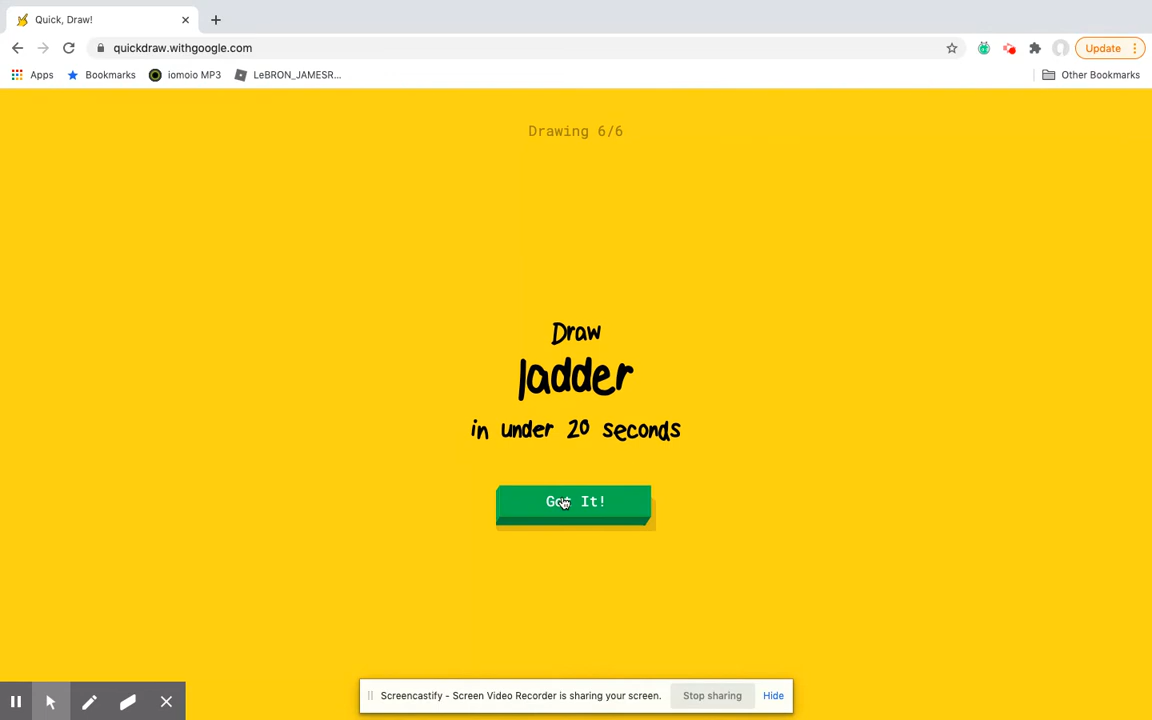 Quick, Draw!
quickdraw.withgoogle.com
Update
Apps
Bookmarks
iomoio MP3
LeBRON_JAMESR...
Other Bookmarks
Drawing 6/6
Draw
ladder
in under 20 seconds
Got It!
Screencastify - Screen Video Recorder is sharing your screen.
Stop sharing
Hide